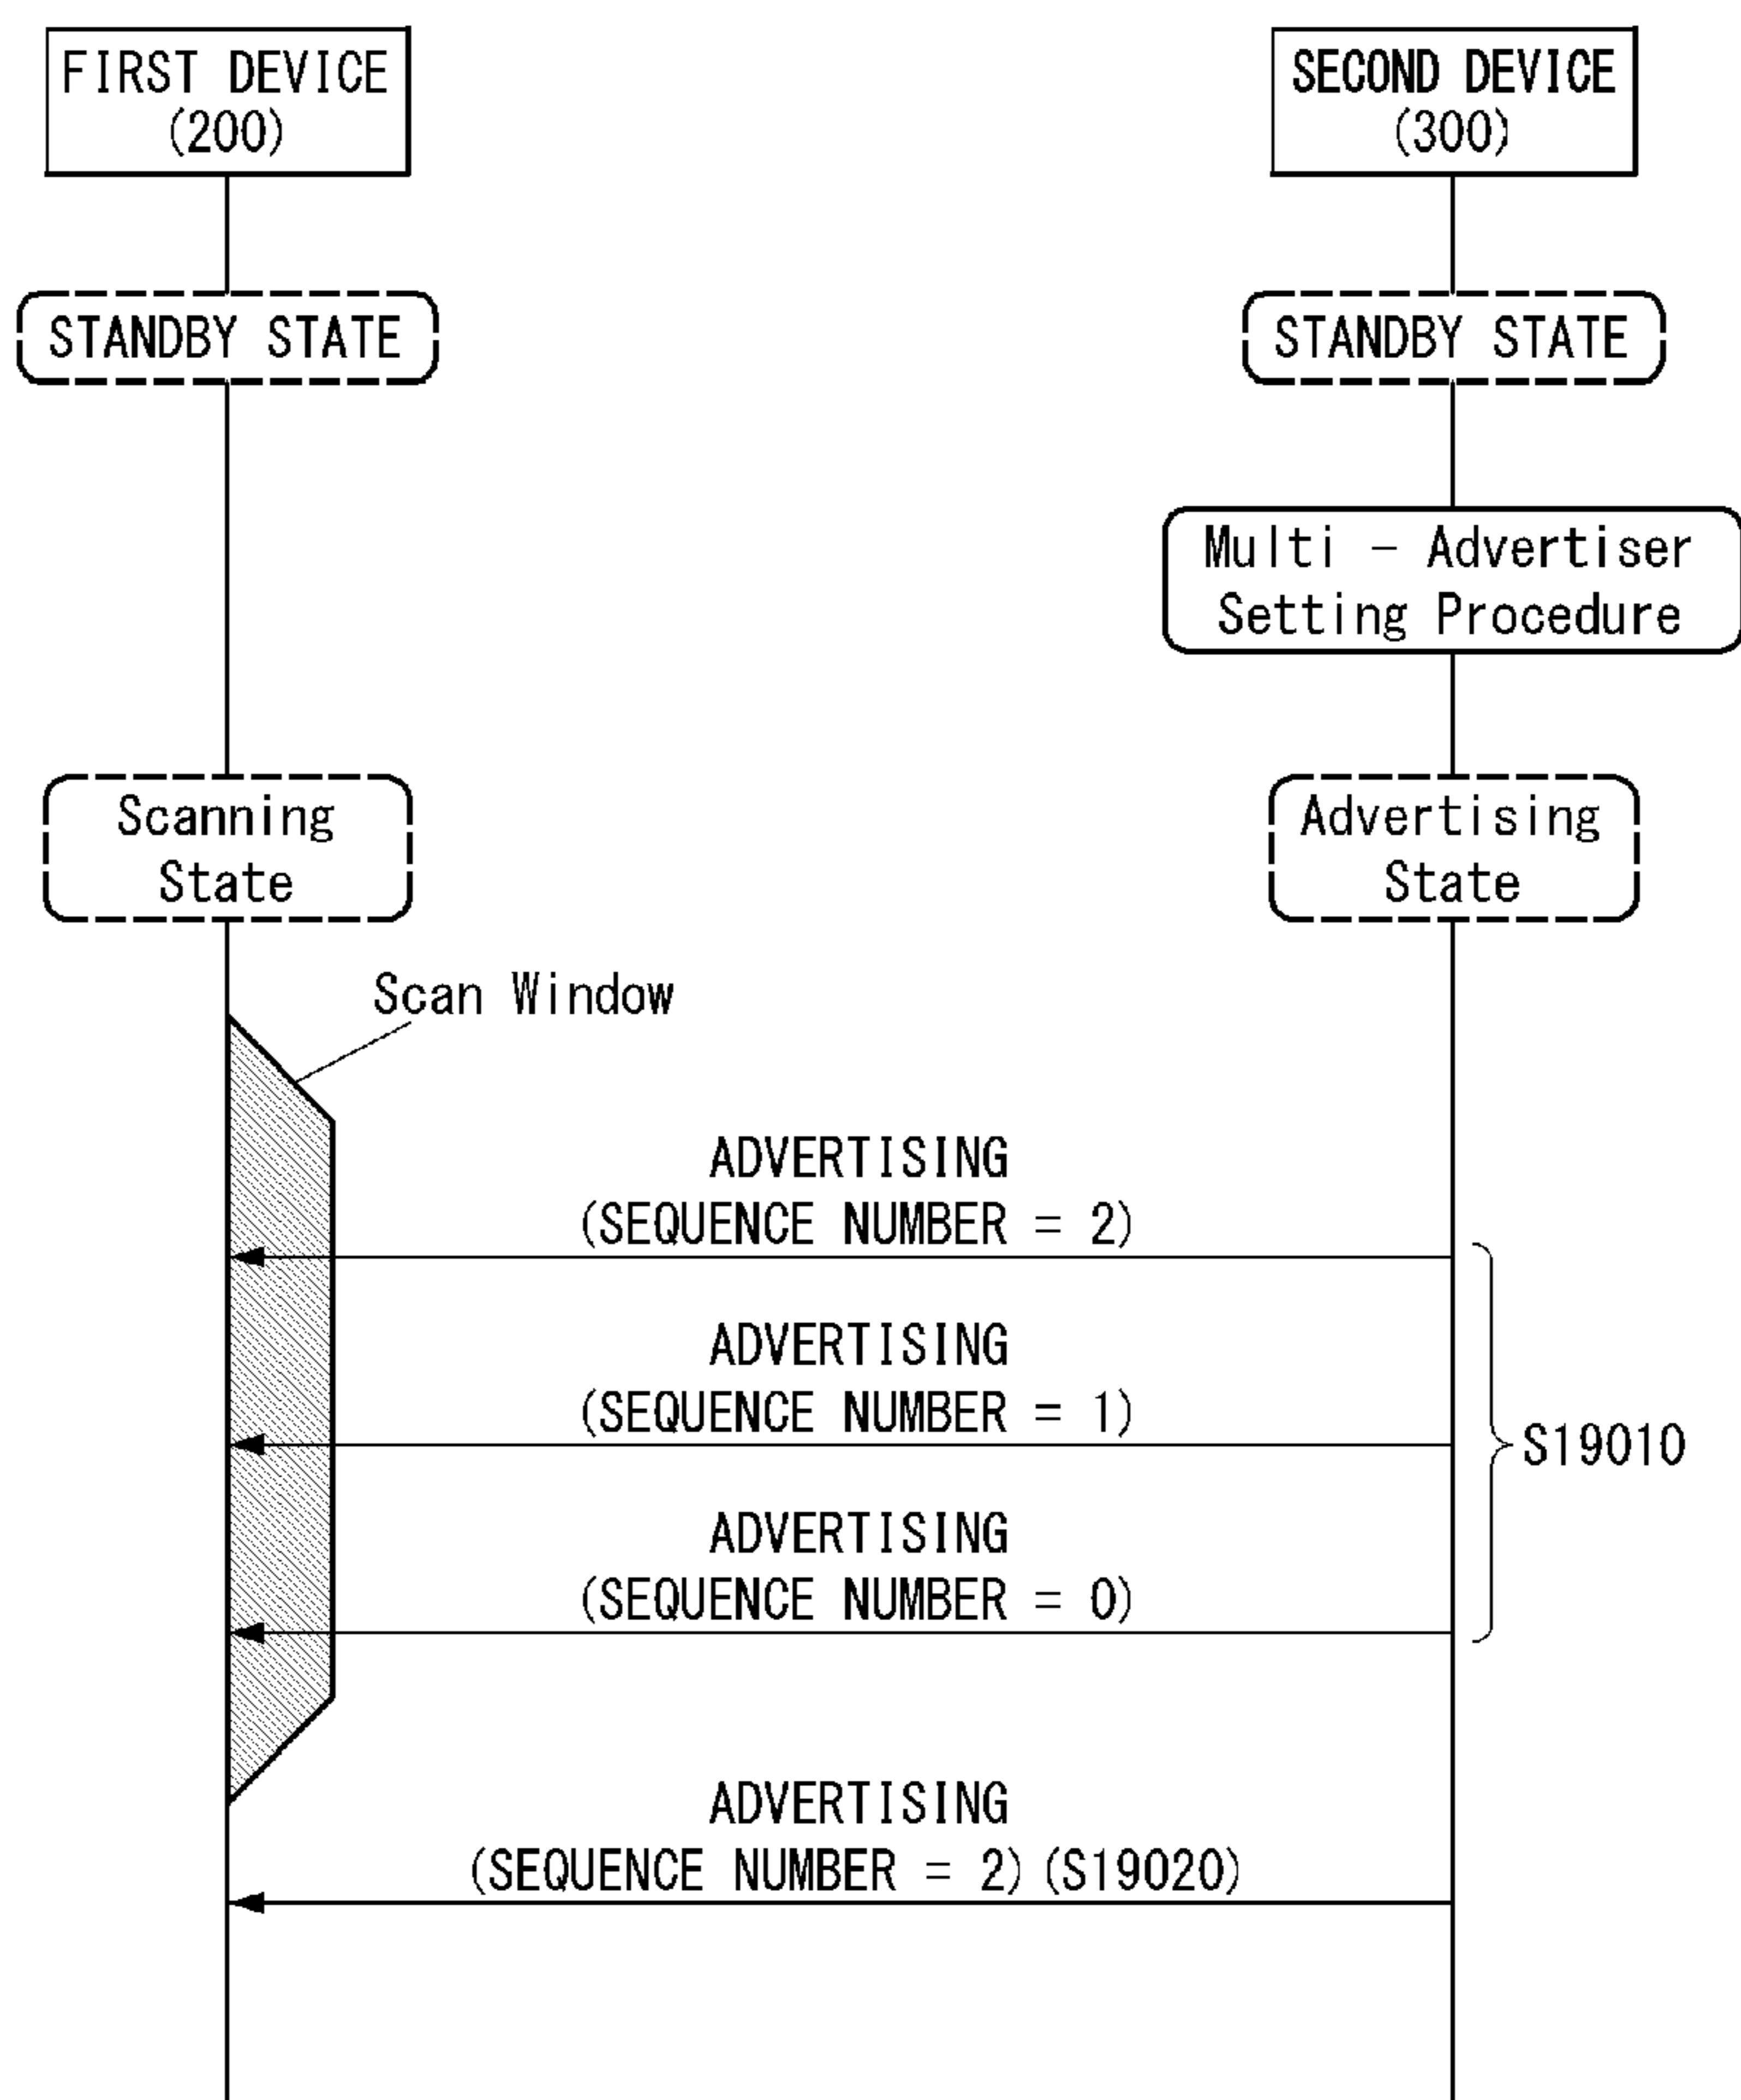 FIRST DEVICE
(200)
SECOND DEVICE
(300)
STANDBY STATE
STANDBY STATE
Multi - Advertiser
Setting Procedure
Scanning
State
Advertising
State
Scan Window
ADVERTISING
(SEQUENCE NUMBER = 2)
ADVERTISING
(SEQUENCE NUMBER = 1)
S19010
ADVERTISING
(SEQUENCE NUMBER = 0)
ADVERTISING
(SEQUENCE NUMBER = 2) (S19020)